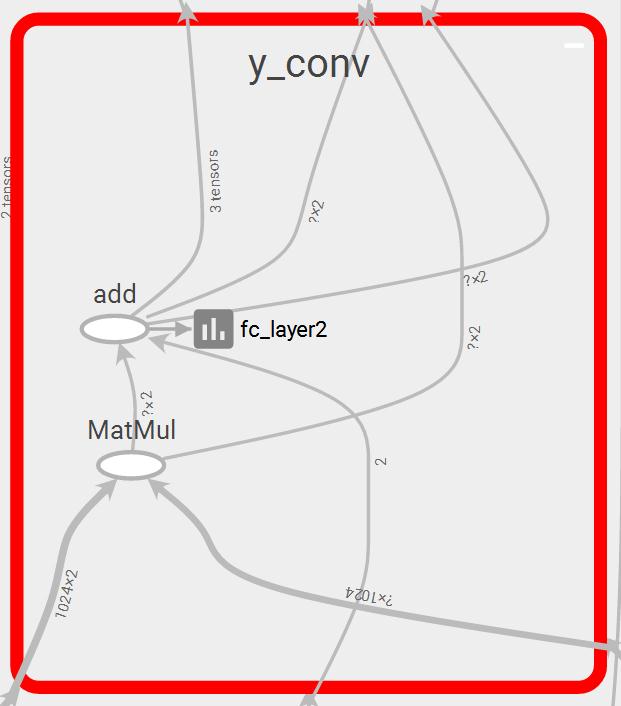 y_conv
2 tensors
3 tensors
?×2
?×2
add
fc_layer2
?×2
?×2
MatMul
2
1024×2
?×1024